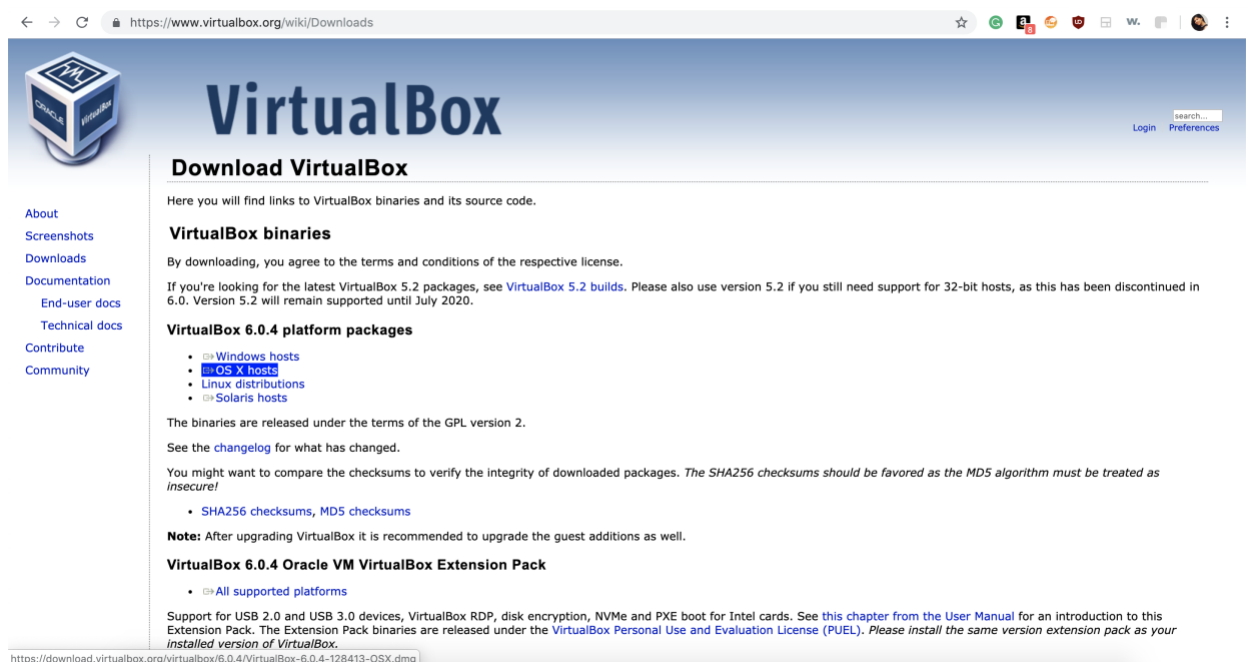 https://www.virtualbox.org/wiki/Downloads
8
w.
ORACLE
VirtualBox
VirtualBox
search...
Login Preferences
Download VirtualBox
Here you will find links to VirtualBox binaries and its source code.
About
Screenshots
Downloads
Documentation
End-user docs
Technical docs
Contribute
Community
VirtualBox binaries
By downloading, you agree to the terms and conditions of the respective license.
If you're looking for the latest VirtualBox 5.2 packages, see VirtualBox 5.2 builds. Please also use version 5.2 if you still need support for 32-bit hosts, as this has been discontinued in
6.0. Version 5.2 will remain supported until July 2020.
VirtualBox 6.0.4 platform packages
Windows hosts
OS X hosts
Linux distributions
Solaris hosts
The binaries are released under the terms of the GPL version 2.
See the changelog for what has changed.
You might want to compare the checksums to verify the integrity of downloaded packages. The SHA256 checksums should be favored as the MD5 algorithm must be treated as
insecure!
SHA256 checksums, MD5 checksums
Note: After upgrading VirtualBox it is recommended to upgrade the guest additions as well.
VirtualBox 6.0.4 Oracle VM VirtualBox Extension Pack
All supported platforms
Support for USB 2.0 and USB 3.0 devices, VirtualBox RDP, disk encryption, NVMe and PXE boot for Intel cards. See this chapter from the User Manual for an introduction to this
Extension Pack. The Extension Pack binaries are released under the VirtualBox Personal Use and Evaluation License (PUEL). Please install the same version extension pack as your
installed version of VirtualBox.
https://download.virtualbox.org/virtualbox/6.0.4/VirtualBox-6.0.4-128413-OSX.dmg